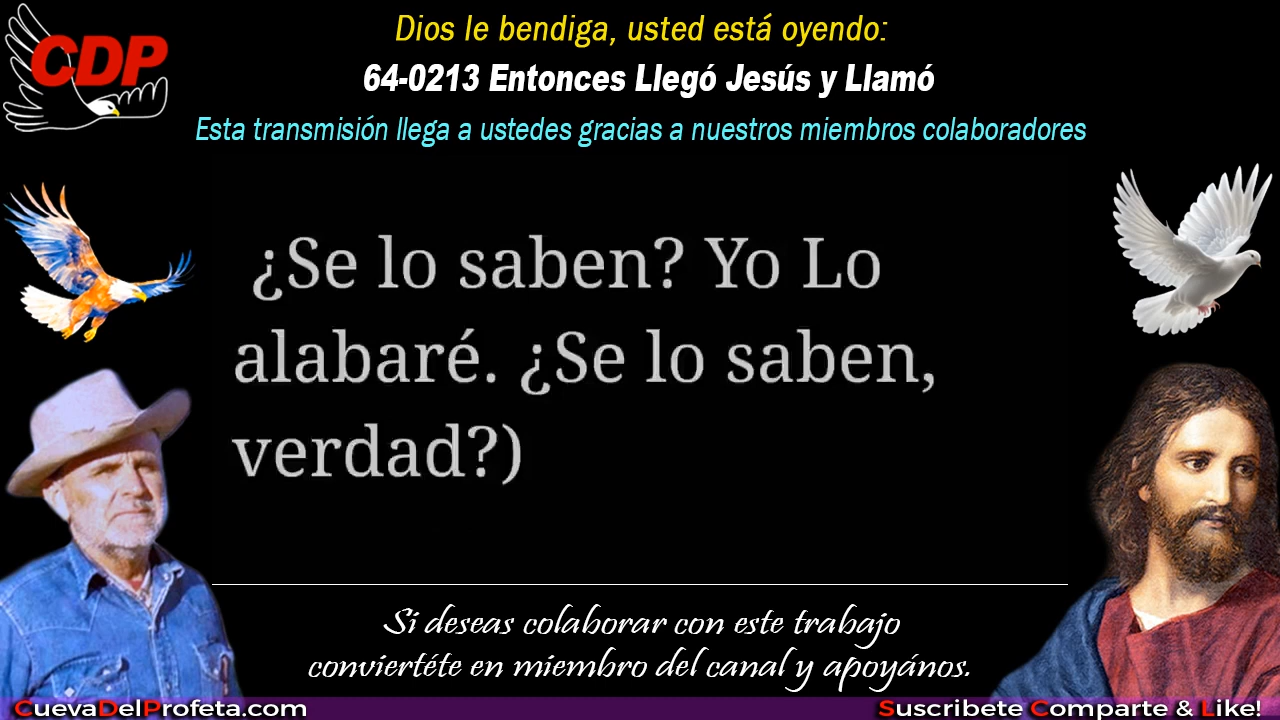 CDP
Dios le bendiga, usted está oyendo:
64-0213 Entonces Llegó Jesús y Llamó
Esta transmisión llega a ustedes gracias a nuestros miembros colaboradores
¿Se lo saben? Yo Lo
alabaré. ¿Se lo saben,
verdad?)
Si deseas colaborar con este trabajo
conviertéte en miembro del canal y apoyános.
CuevaDelProfeta.com
Suscribete Comparte & Like!